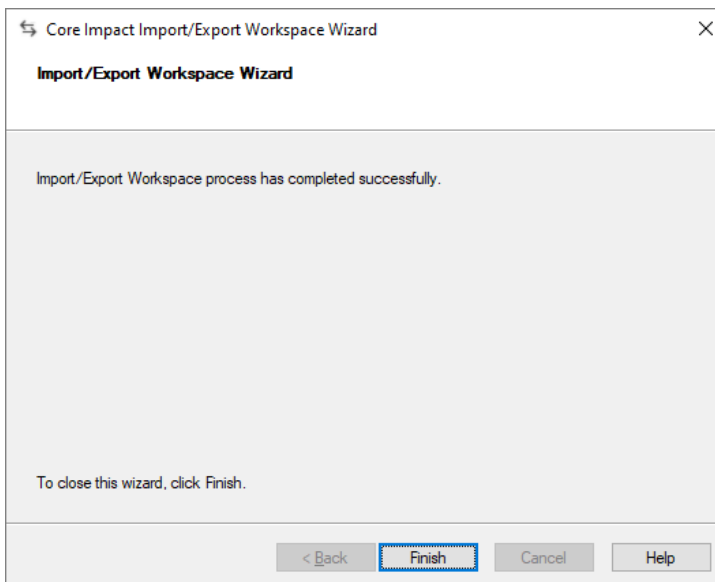 Core Impact Import/Export Workspace Wizard
Import/Export Workspace Wizard
Import/Export Workspace process has completed successfully.
To close this wizard, click Finish.
< Back Finish Cancel Help